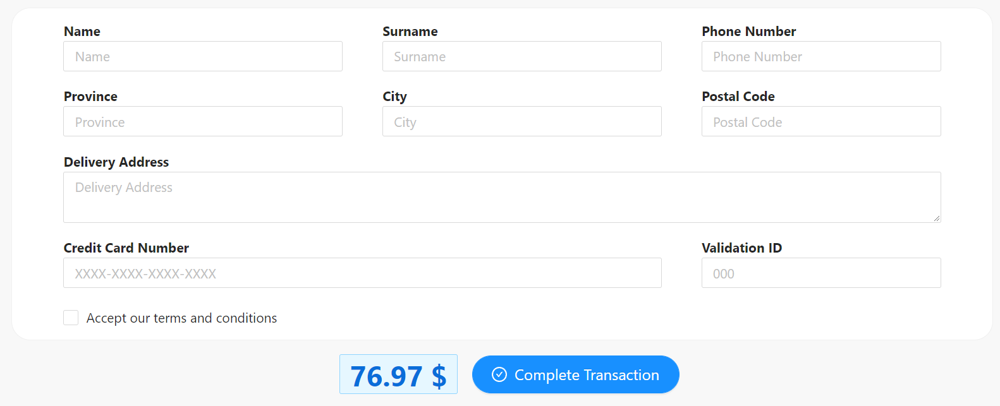 Name Surname Phone Number
Name Surname Phone Number
Province City Postal Code
Province City Postal Code
Delivery Address
Delivery Address
Credit Card Number Validation ID
XXXX-XXXX-XXXX-XXXX 000
Accept our terms and conditions
76.97 $ Complete Transaction